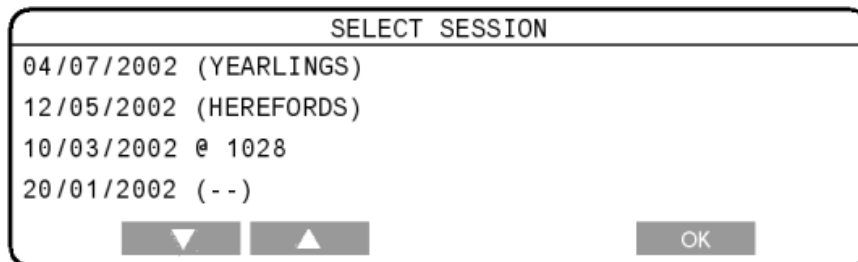 SELECT SESSION
04/07/2002 (YEARLINGS)
12/05/2002 (HEREFORDS)
10/03/2002 @ 1028
20/01/2002 (--)
OK